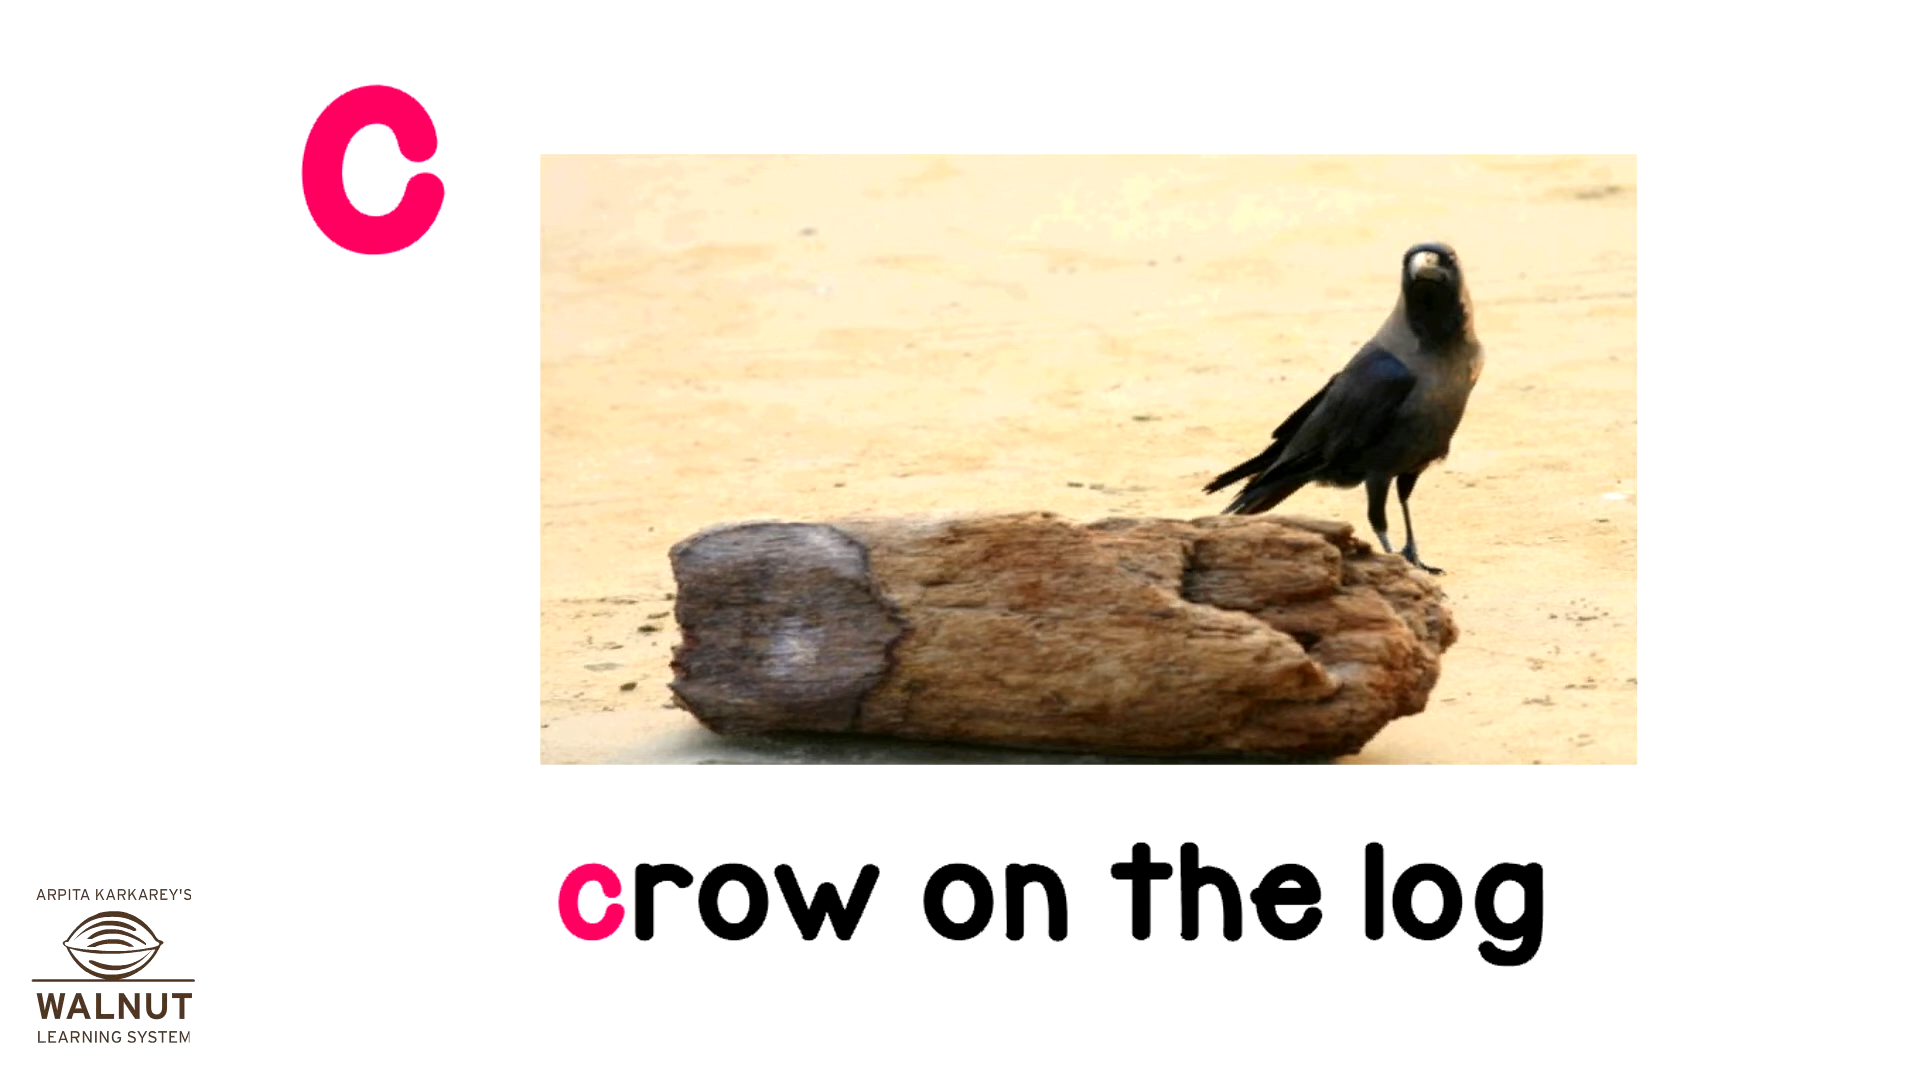 c
crow on the log
ARPITA KARKAREY'S
WALNUT
LEARNING SYSTEM